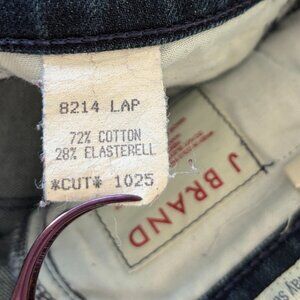 8214 LAP
72% COTTON
28% ELASTERELL
*CUT* 1025
J BRAND